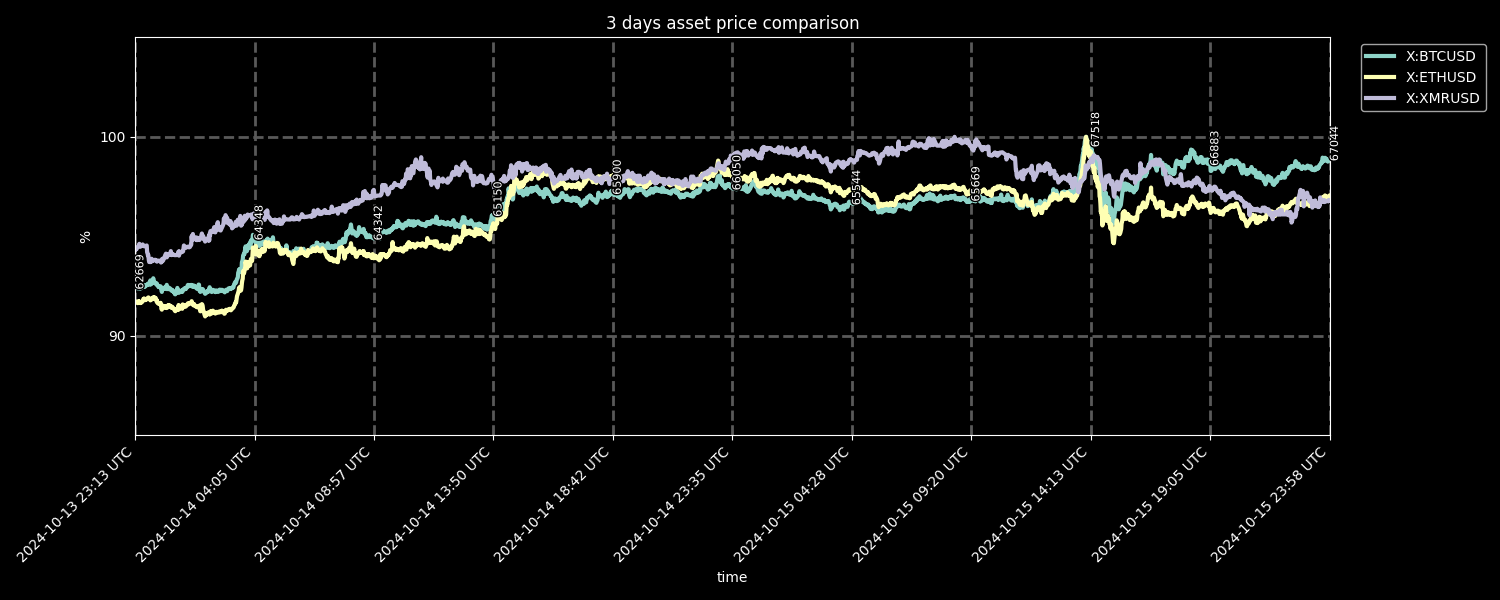 3 days asset price comparison
X:BTCUSD
X:ETHUSD
X:XMRUSD
100
90
%
62669
64348
64342
65150
65900
66050
65544
65669
67518
66883
67044
2024-10-13 23:13 UTC
2024-10-14 04:05 UTC
2024-10-14 08:57 UTC
2024-10-14 13:50 UTC
2024-10-14 18:42 UTC
2024-10-14 23:35 UTC
2024-10-15 04:28 UTC
2024-10-15 09:20 UTC
2024-10-15 14:13 UTC
2024-10-15 19:05 UTC
2024-10-15 23:58 UTC
time